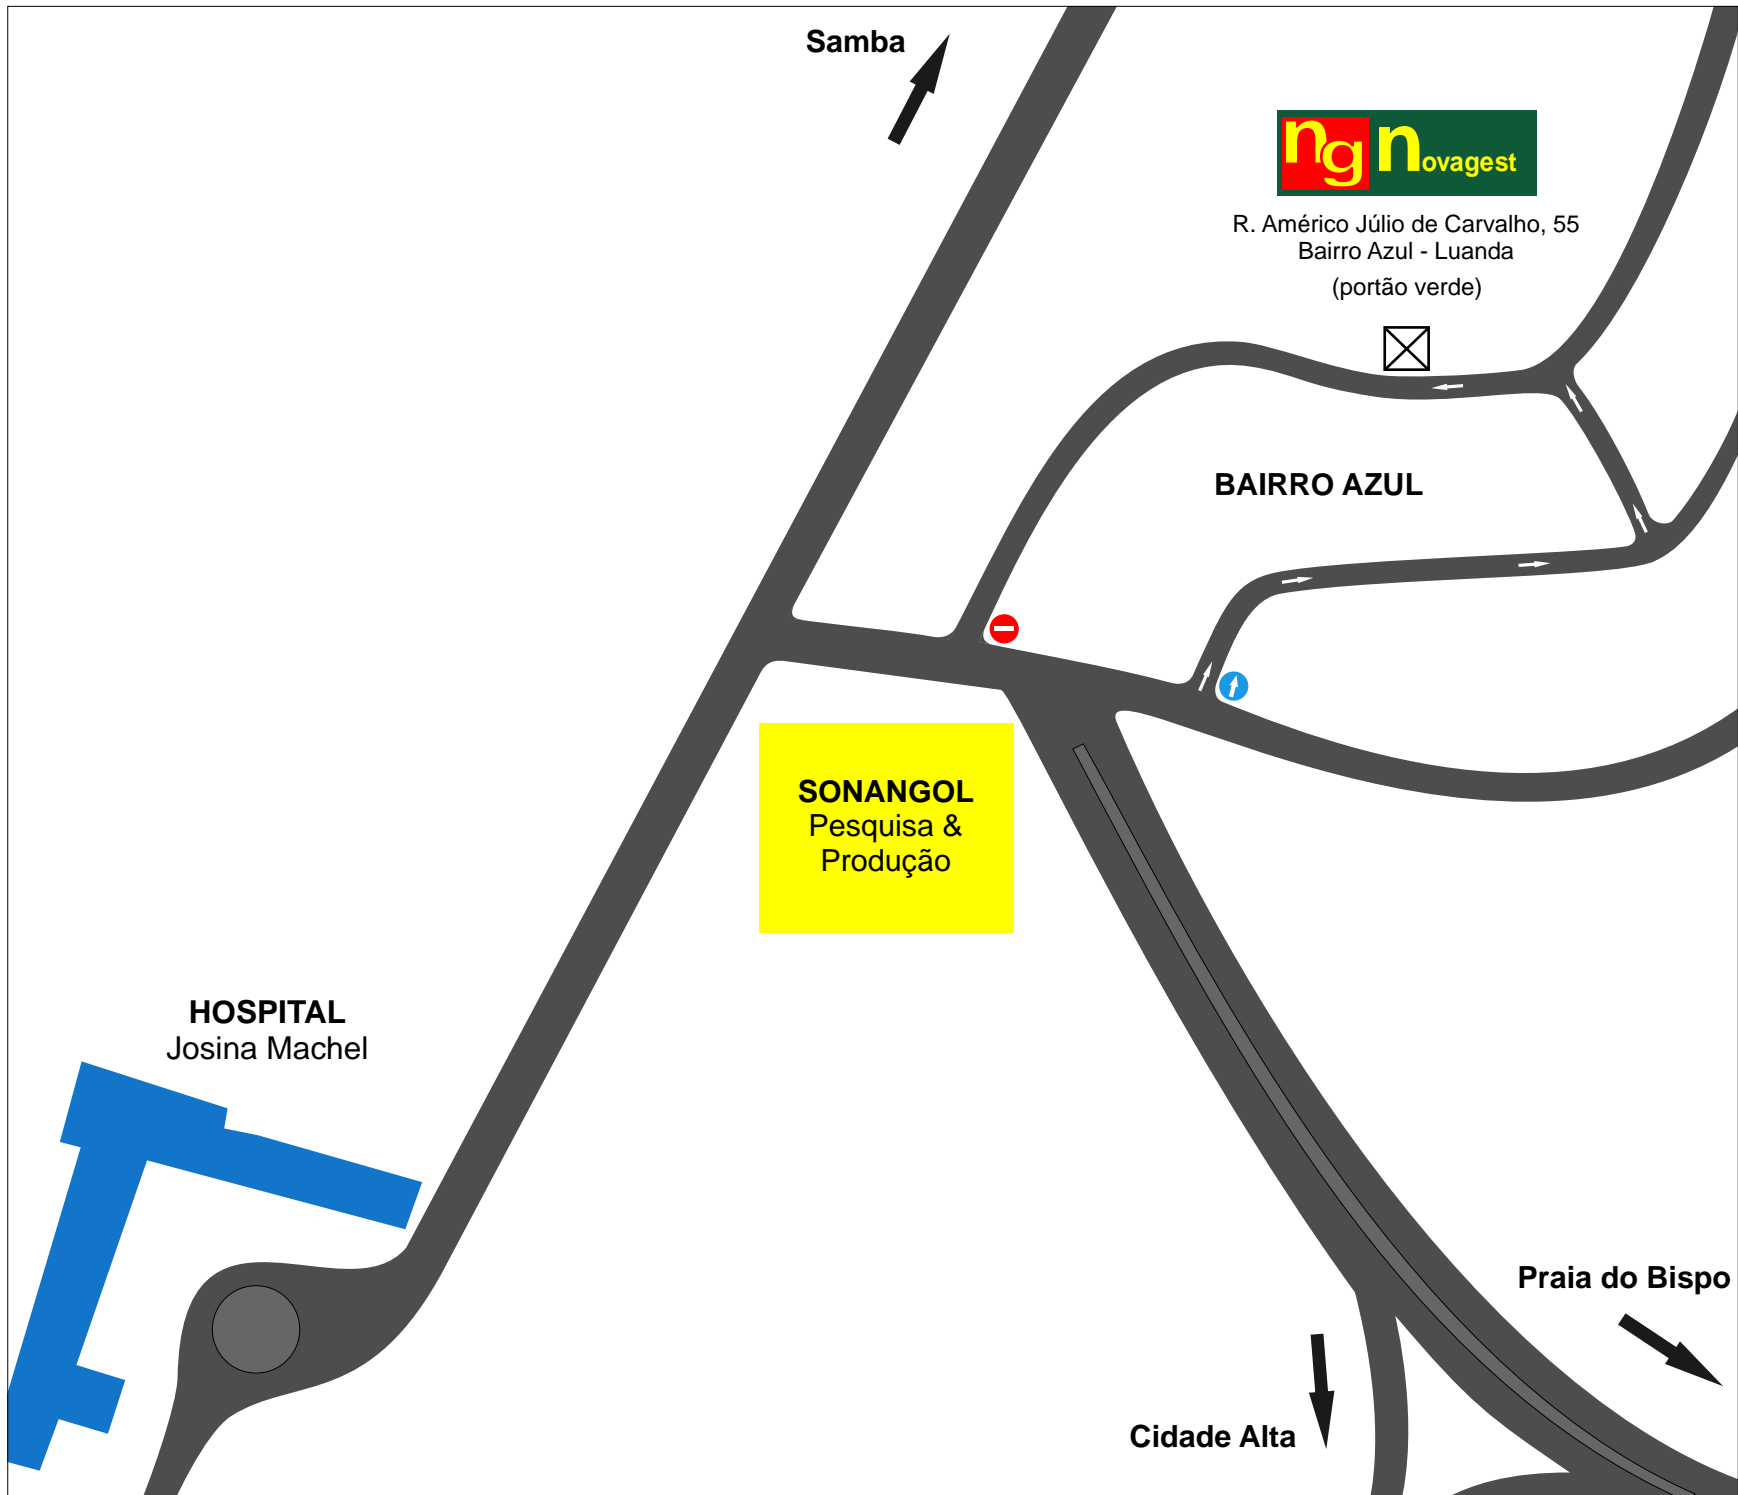 Samba
ng novagest
R. Américo Júlio de Carvalho, 55
Bairro Azul - Luanda
(portão verde)
BAIRRO AZUL
SONANGOL
Pesquisa &
Produção
HOSPITAL
Josina Machel
Praia do Bispo
Cidade Alta